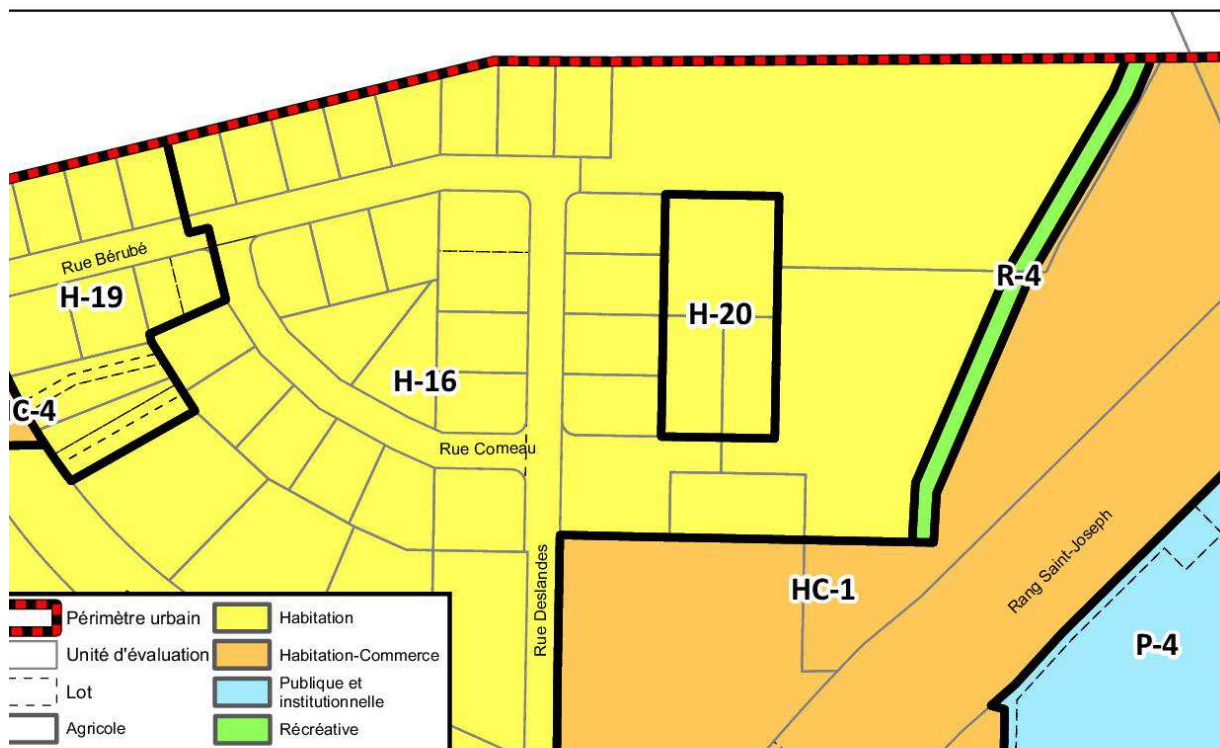 R-4
Rue Bérubé
H-19
H-20
H-16
C-4
Rue Comeau
Rue Deslandes
Rang Saint-Joseph
HC-1
P-4
Périmètre urbain
Unité d'évaluation
Lot
Agricole
Habitation
Habitation-Commerce
Publique et
institutionnelle
Récréative